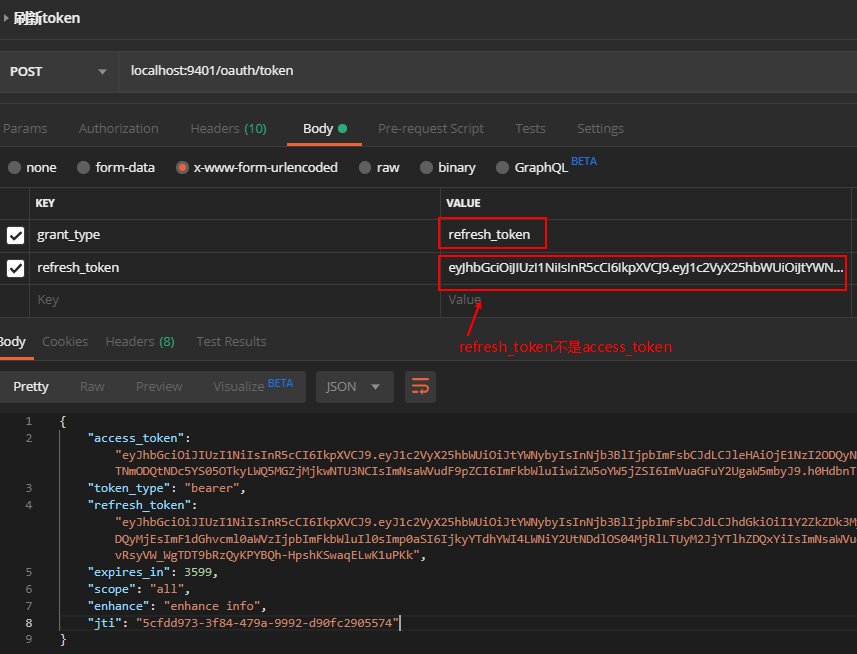 刷新token
POST
localhost:9401/oauth/token
Params Authorization Headers (10) Body Pre-request Script Tests Settings
none form-data x-www-form-urlencoded raw binary GraphQL BETA
KEY VALUE
grant_type refresh_token
refresh_token eyJhbGciOiJIUzI1NiIsInR5cCI6IkpXVCJ9.eyJ1c2VyX25hbWUiOiJtYWN...
Key Value
refresh_token不是access_token
Body Cookies Headers (8) Test Results
Pretty Raw Preview Visualize BETA JSON
1 {
2 "access_token":
"eyJhbGciOiJIUzI1NiIsInR5cCI6IkpXVCJ9.eyJ1c2VyX25hbWUiOiJtYWNybyIsInNjb3BlIjpbImFsbCJdLCJleHAiOjE1NzI2ODQyN
TNmODQtNDc5YS05OTkyLWQ5MGZjMjkwNTU3NCIsImNsaWVudF9pZCI6ImFkbWluIiwiZW5oYW5jZSI6ImVuaGFuY2UgaW5mbyJ9.h0HdbnT
3 "token_type": "bearer",
4 "refresh_token":
"eyJhbGciOiJIUzI1NiIsInR5cCI6IkpXVCJ9.eyJ1c2VyX25hbWUiOiJtYWNybyIsInNjb3BlIjpbImFsbCJdLCJhdGkiOiI1Y2ZkZDk3M
DQyMjEsImF1dGhvcml0aWVzIjpbImFkbWluIl0sImp0aSI6IjkyYTdhYWI4LWNiY2UtNDdlOS04MjRlLTUyM2JjYTlhZDQxYiIsImNsaWVu
vRsyVW_WgTDT9bRzQyKPYBQh-HpshKSwaqELwK1uPKk",
5 "expires_in": 3599,
6 "scope": "all",
7 "enhance": "enhance info",
8 "jti": "5cfdd973-3f84-479a-9992-d90fc2905574"
9 }